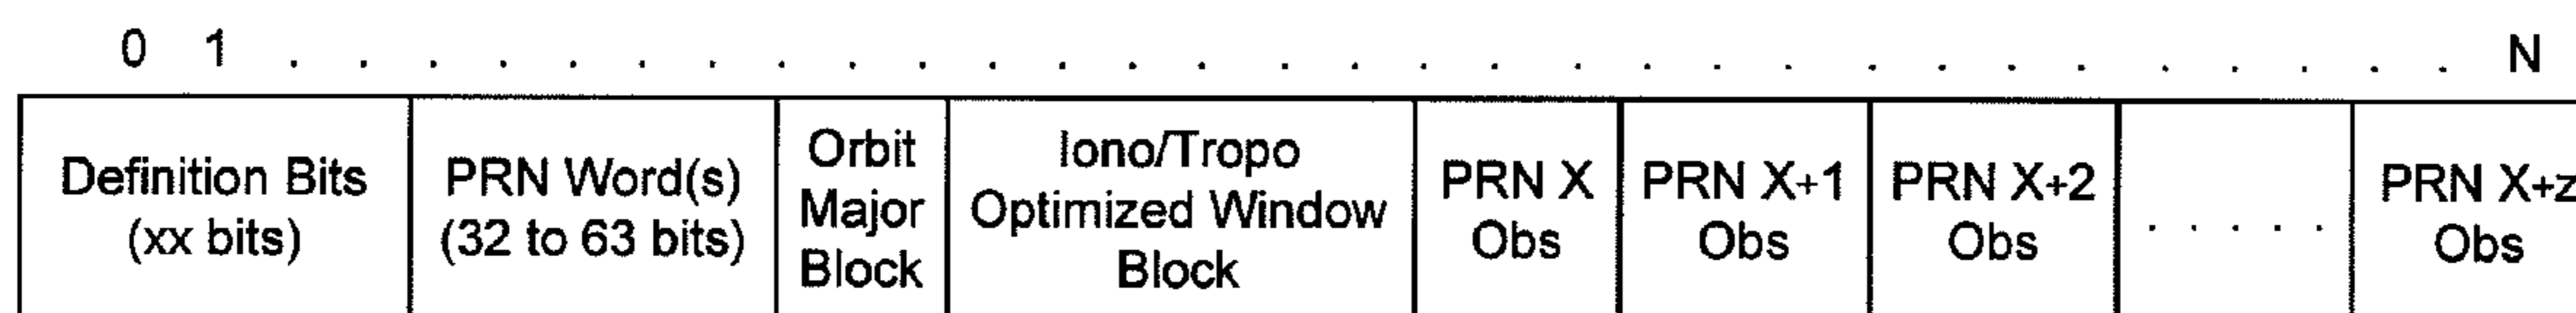 0 1 . . . . . . . . . . . . . . . . . . . . . . . . . . . . . . . N
Definition Bits
(xx bits)
PRN Word(s)
(32 to 63 bits)
Orbit
Major
Block
Iono/Tropo
Optimized Window
Block
PRN X
Obs
PRN X+1
Obs
PRN X+2
Obs
. . . . .
PRN X+z
Obs